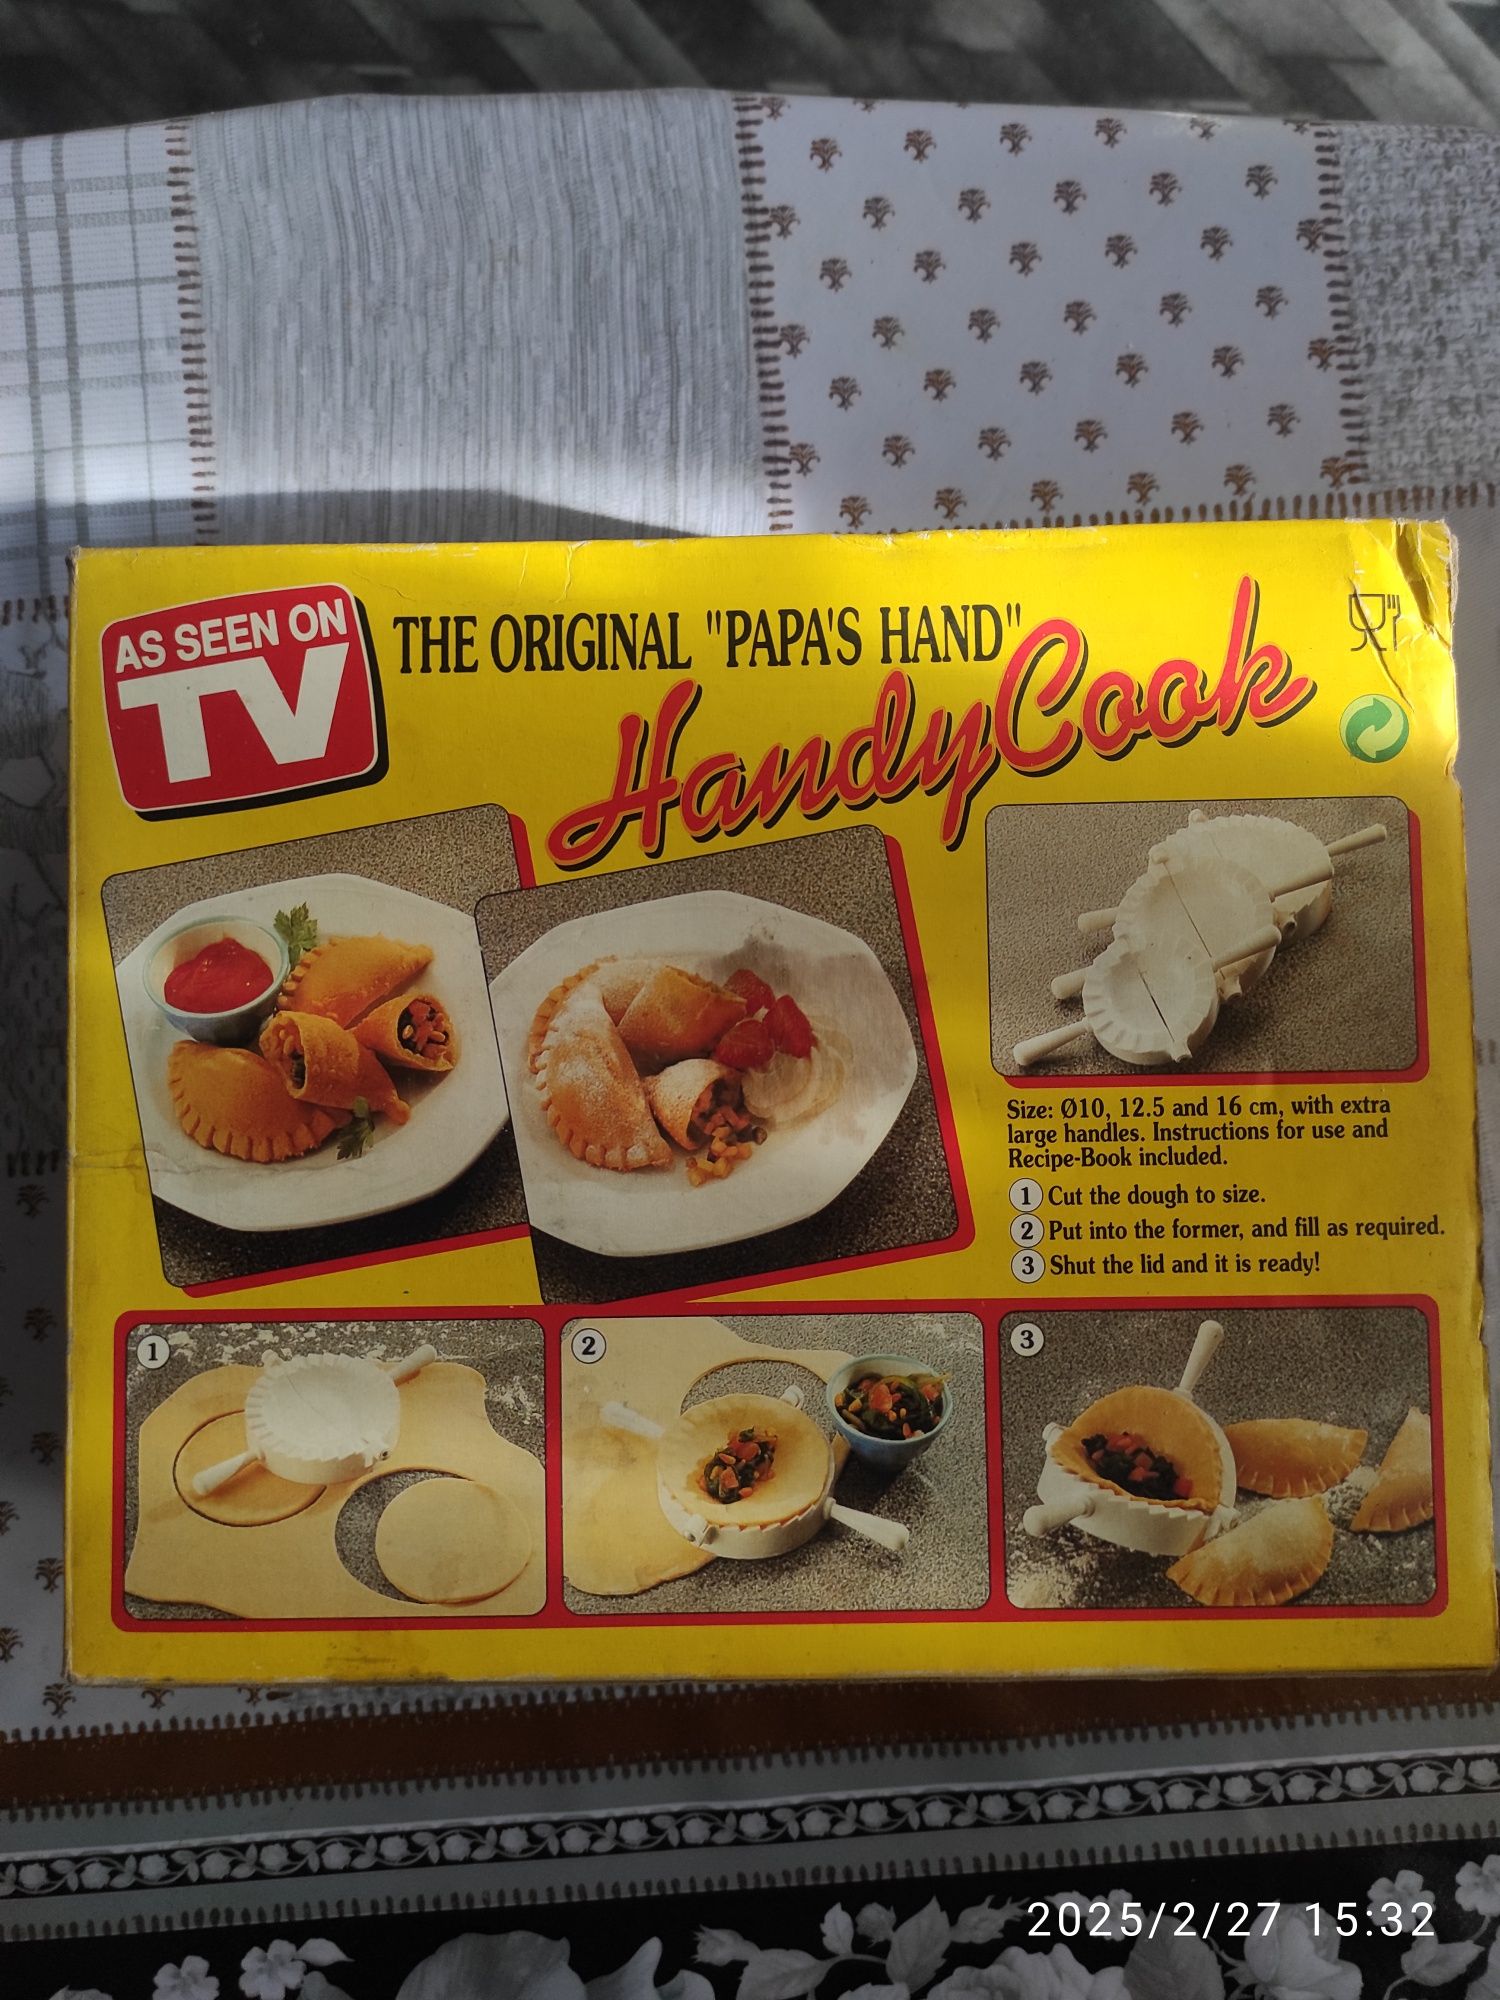 AS SEEN ON
TV
THE ORIGINAL "PAPA'S HAND"
HandyCook
Size: Ø10, 12.5 and 16 cm, with extra
large handles. Instructions for use and
Recipe-Book included.
1 Cut the dough to size.
2 Put into the former, and fill as required.
3 Shut the lid and it is ready!
1
2
3
2025/2/27 15:32